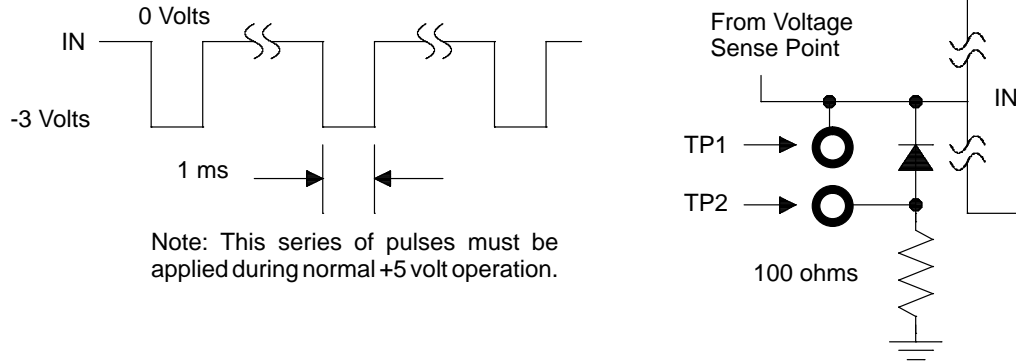 0 Volts
IN
-3 Volts
1 ms
Note: This series of pulses must be
applied during normal +5 volt operation.
From Voltage
Sense Point
IN
TP1
TP2
100 ohms